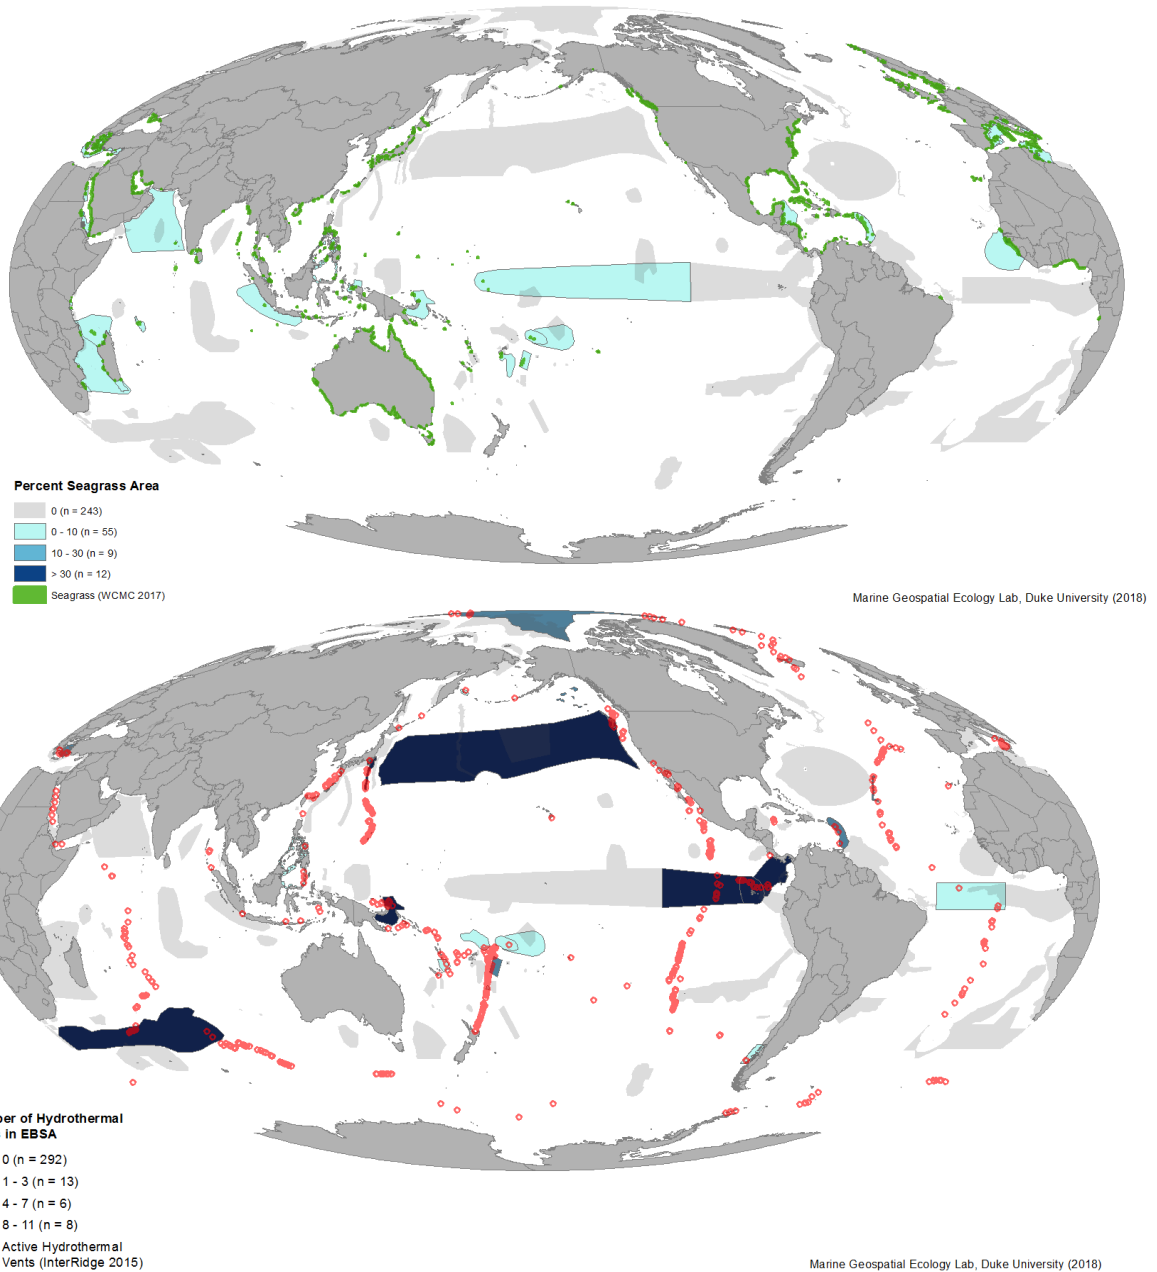 Percent Seagrass Area
0 (n = 243)
0 - 10 (n = 55)
10 - 30 (n = 9)
> 30 (n = 12)
Seagrass (WCMC 2017)
Marine Geospatial Ecology Lab, Duke University (2018)
of Hydrothermal
in EBSA
0 (n = 292)
1 - 3 (n = 13)
4 - 7 (n = 6)
8 - 11 (n = 8)
Active Hydrothermal
Vents (InterRidge 2015)
Marine Geospatial Ecology Lab, Duke University (2018)